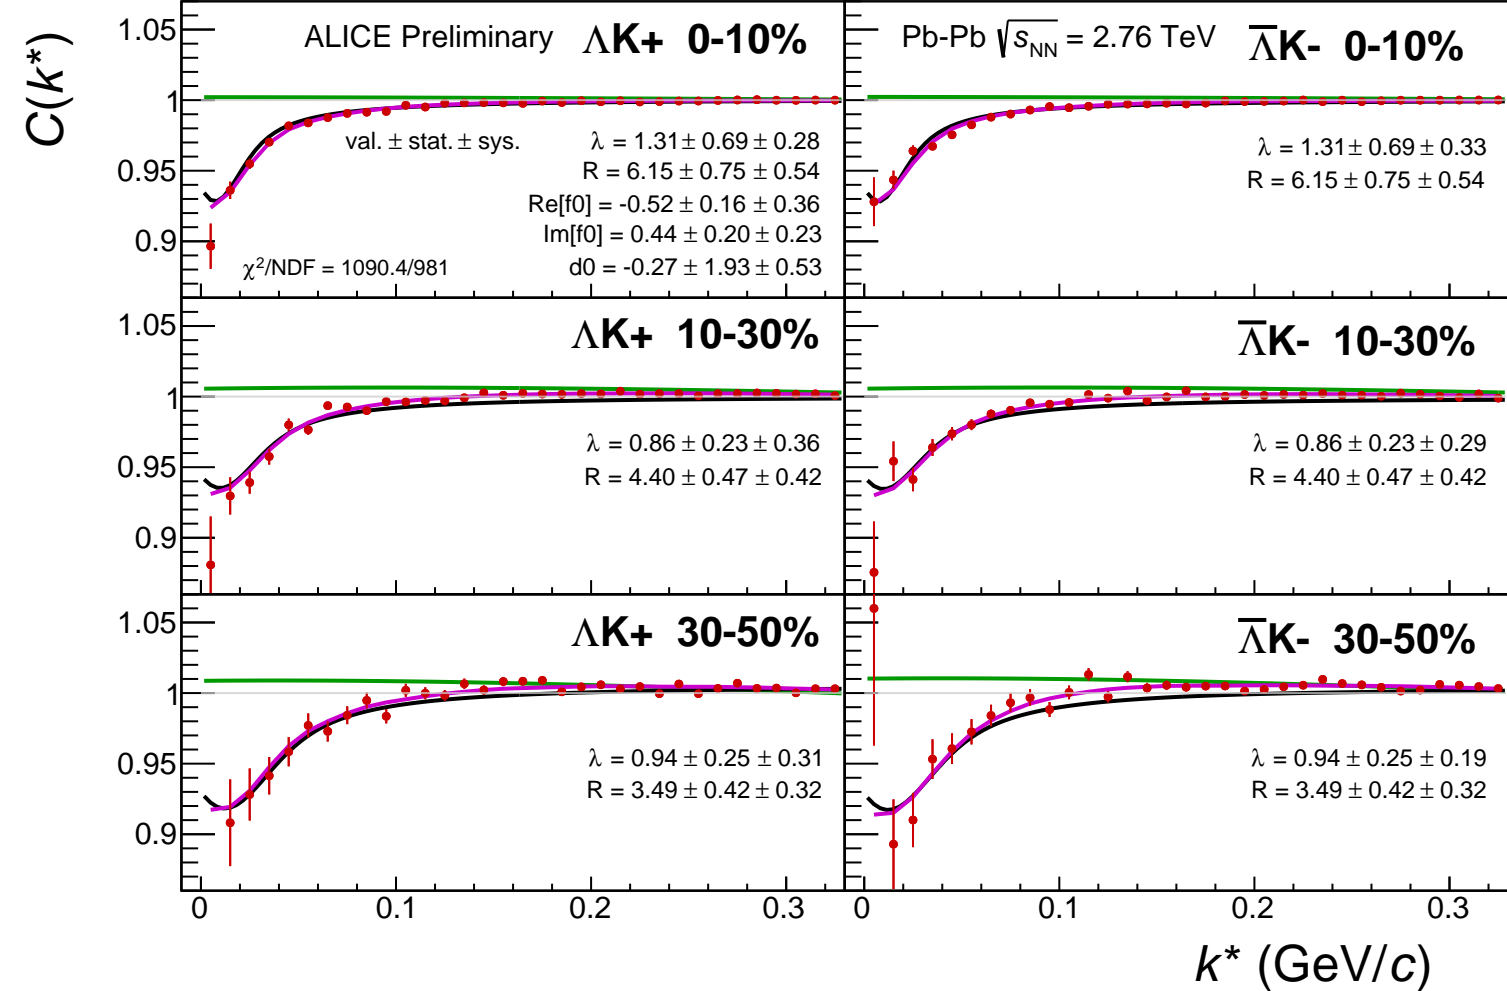 C(k*)
ALICE Preliminary ΛK+ 0-10%
1.05
1
0.95
0.9
val. ± stat. ± sys.
λ = 1.31 ± 0.69 ± 0.28
R = 6.15 ± 0.75 ± 0.54
Re[f0] = -0.52 ± 0.16 ± 0.36
Im[f0] = 0.44 ± 0.20 ± 0.23
d0 = -0.27 ± 1.93 ± 0.53
χ²/NDF = 1090.4/981
Pb-Pb √s_NN = 2.76 TeV Λ̅K- 0-10%
λ = 1.31 ± 0.69 ± 0.33
R = 6.15 ± 0.75 ± 0.54
ΛK+ 10-30%
1.05
1
0.95
0.9
λ = 0.86 ± 0.23 ± 0.36
R = 4.40 ± 0.47 ± 0.42
Λ̅K- 10-30%
λ = 0.86 ± 0.23 ± 0.29
R = 4.40 ± 0.47 ± 0.42
ΛK+ 30-50%
1.05
1
0.95
0.9
λ = 0.94 ± 0.25 ± 0.31
R = 3.49 ± 0.42 ± 0.32
Λ̅K- 30-50%
λ = 0.94 ± 0.25 ± 0.19
R = 3.49 ± 0.42 ± 0.32
0 0.1 0.2 0.3 0 0.1 0.2 0.3
k* (GeV/c)